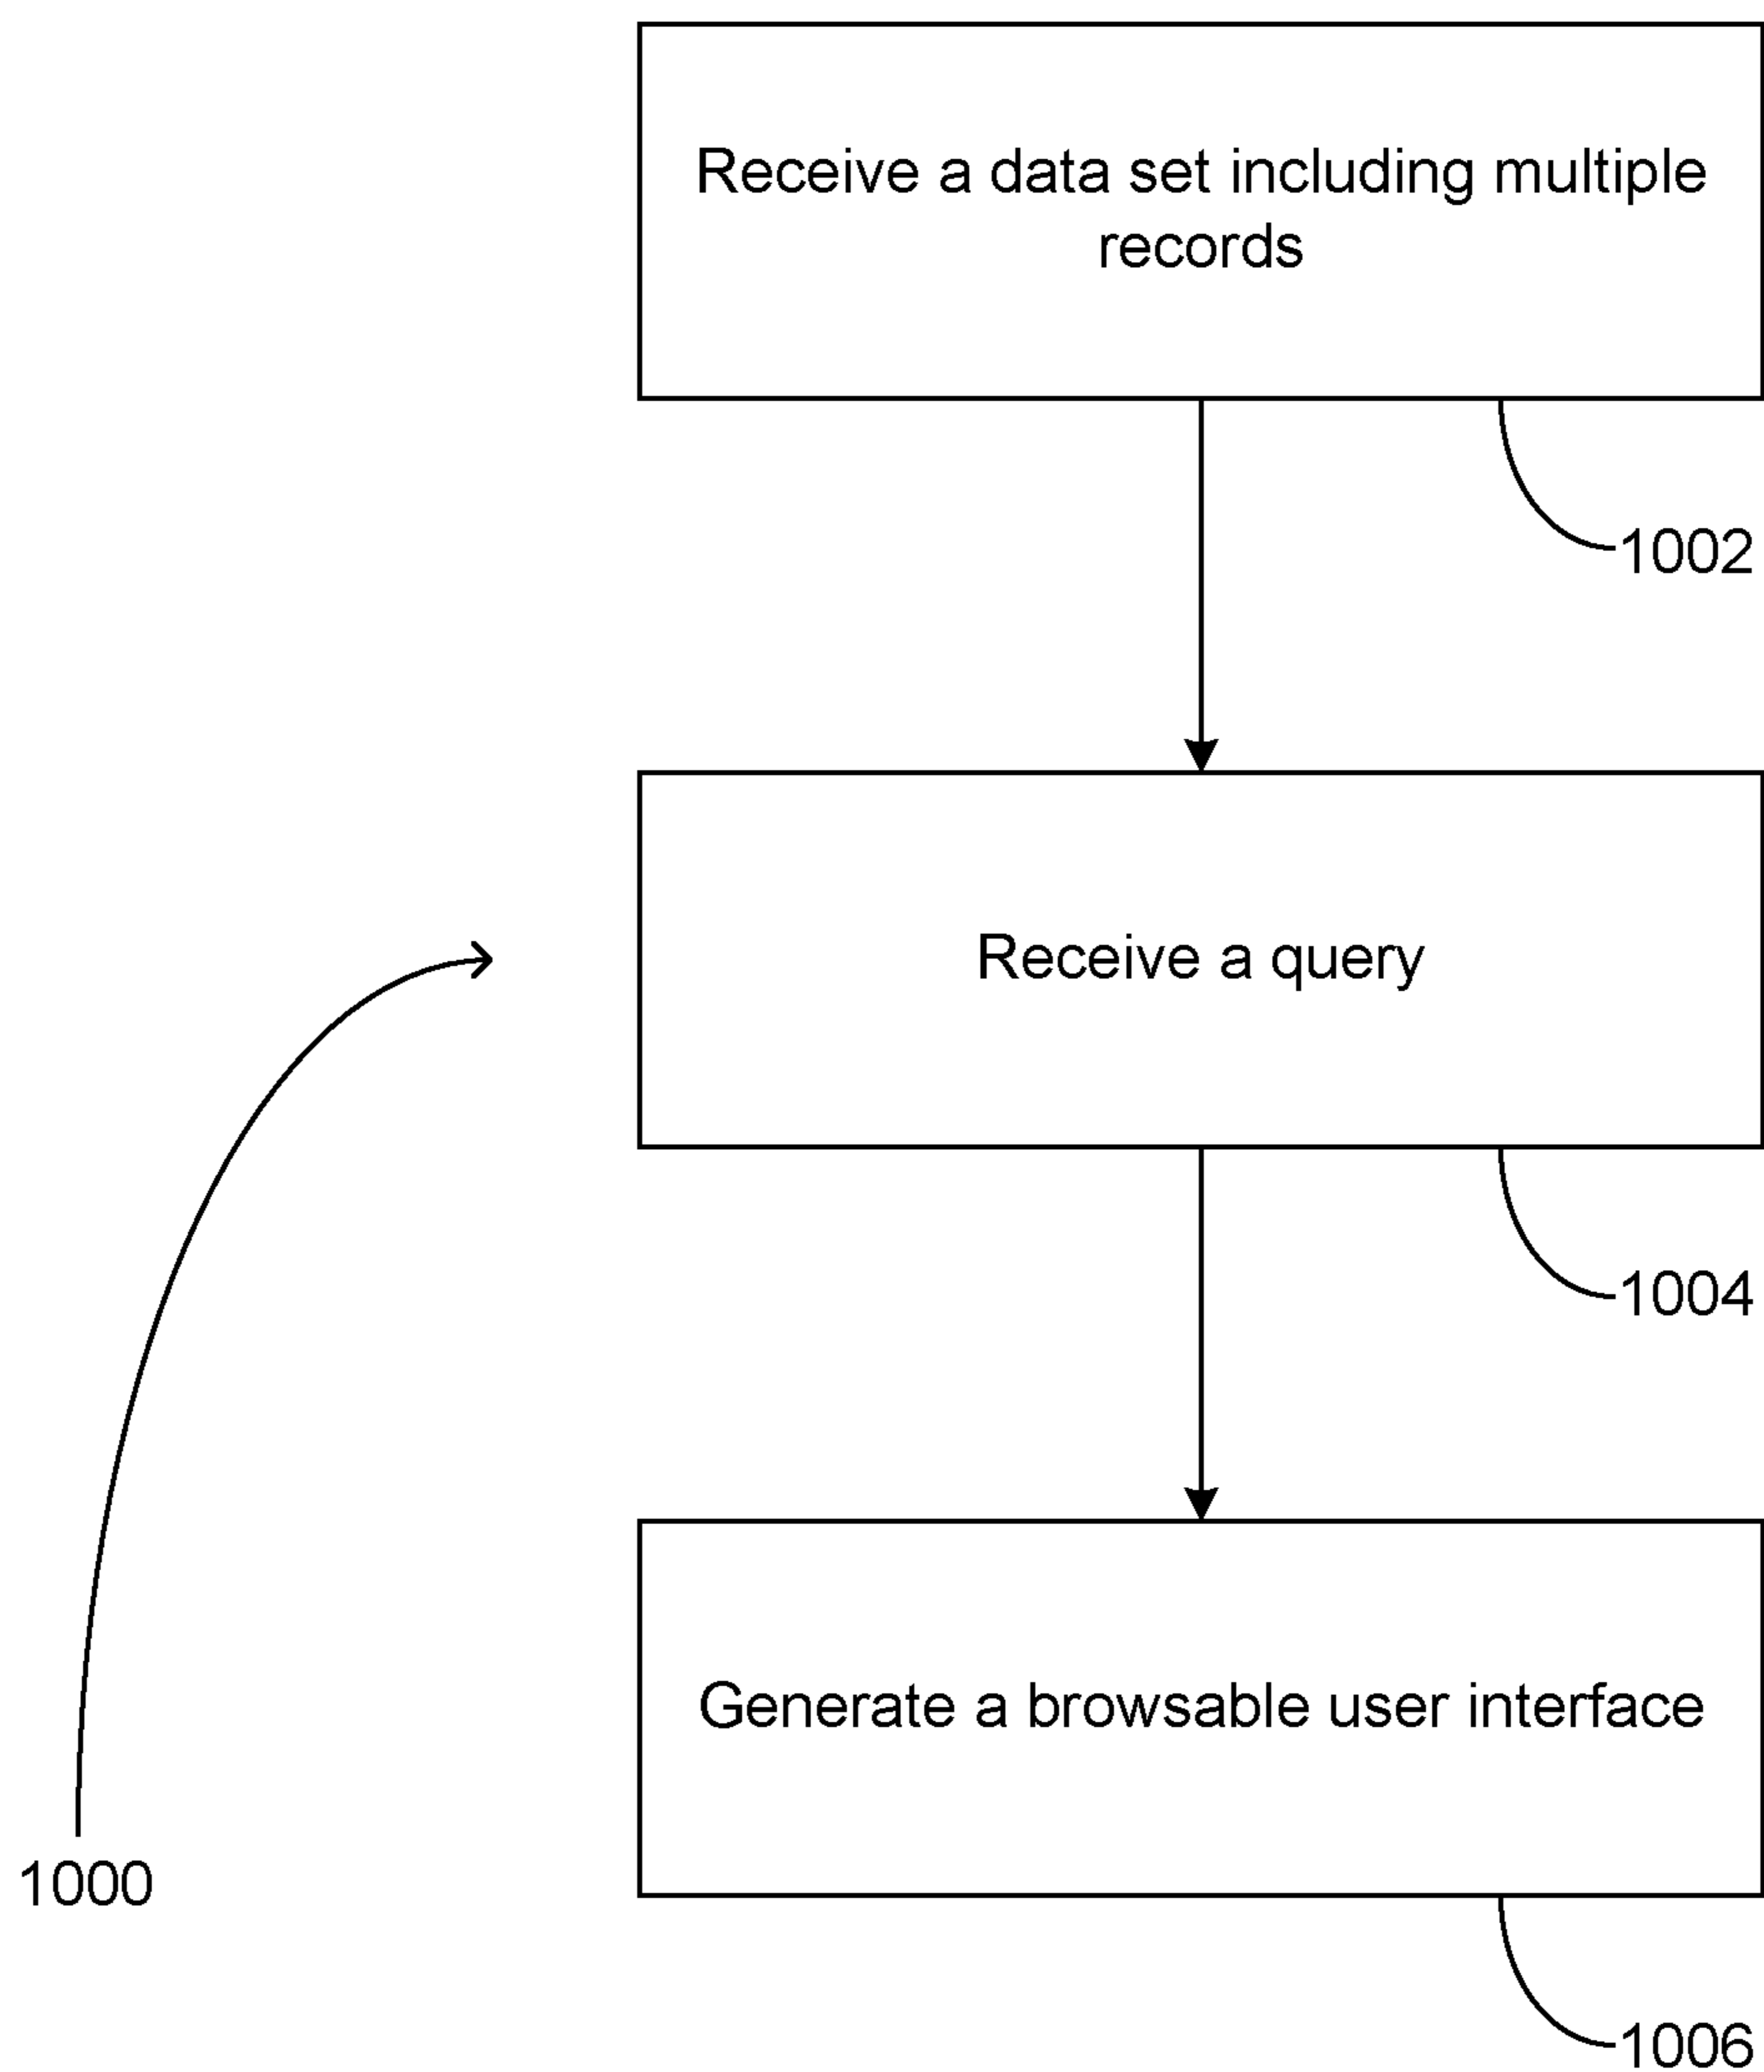 Receive a data set including multiple
records
1002
Receive a query
1004
Generate a browsable user interface
1000
1006